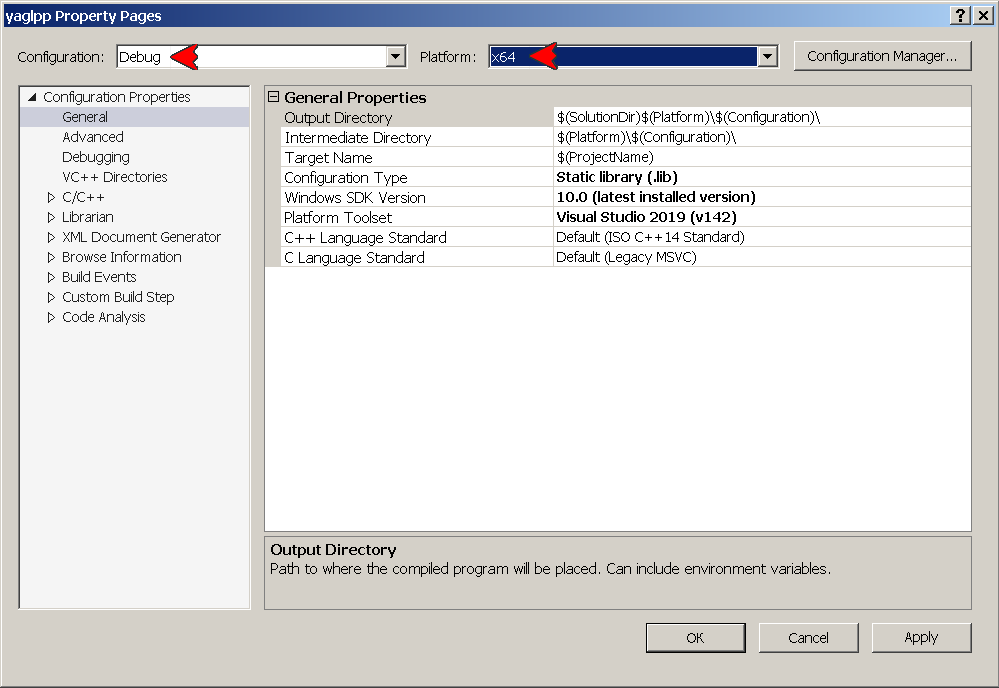 yaglpp Property Pages
Configuration: Debug Platform: x64 Configuration Manager...
Configuration Properties
General
Advanced
Debugging
VC++ Directories
C/C++
Librarian
XML Document Generator
Browse Information
Build Events
Custom Build Step
Code Analysis
General Properties
Output Directory $(SolutionDir)$(Platform)\$(Configuration)\
Intermediate Directory $(Platform)\$(Configuration)\
Target Name $(ProjectName)
Configuration Type Static library (.lib)
Windows SDK Version 10.0 (latest installed version)
Platform Toolset Visual Studio 2019 (v142)
C++ Language Standard Default (ISO C++14 Standard)
C Language Standard Default (Legacy MSVC)
Output Directory
Path to where the compiled program will be placed. Can include environment variables.
OK Cancel Apply